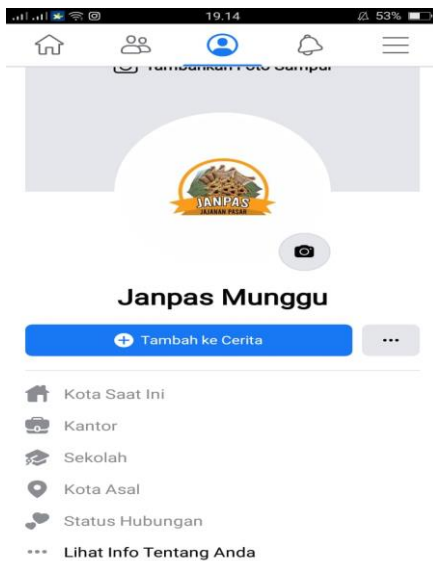 19.14
53%
Tambahkan Foto Sampul
JANPAS
JAJANAN PASAR
Janpas Munggu
Tambah ke Cerita
Kota Saat Ini
Kantor
Sekolah
Kota Asal
Status Hubungan
Lihat Info Tentang Anda